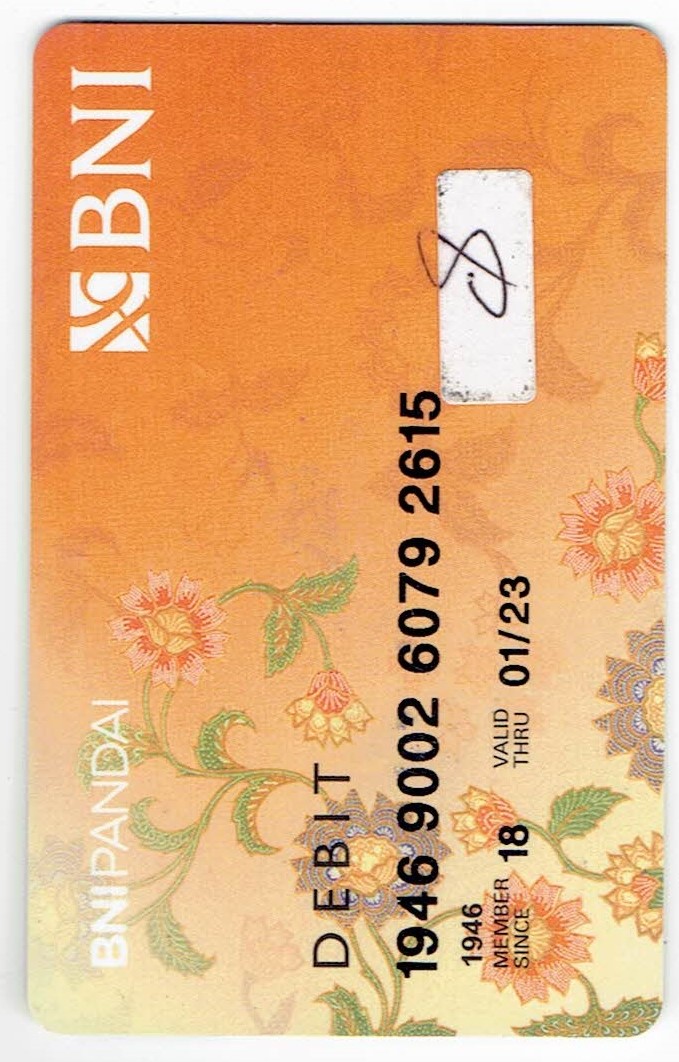 BNI PANDAI
BNI
DEBIT
1946 9002 6079 2615
1946
MEMBER SINCE 18 VALID THRU 01/23